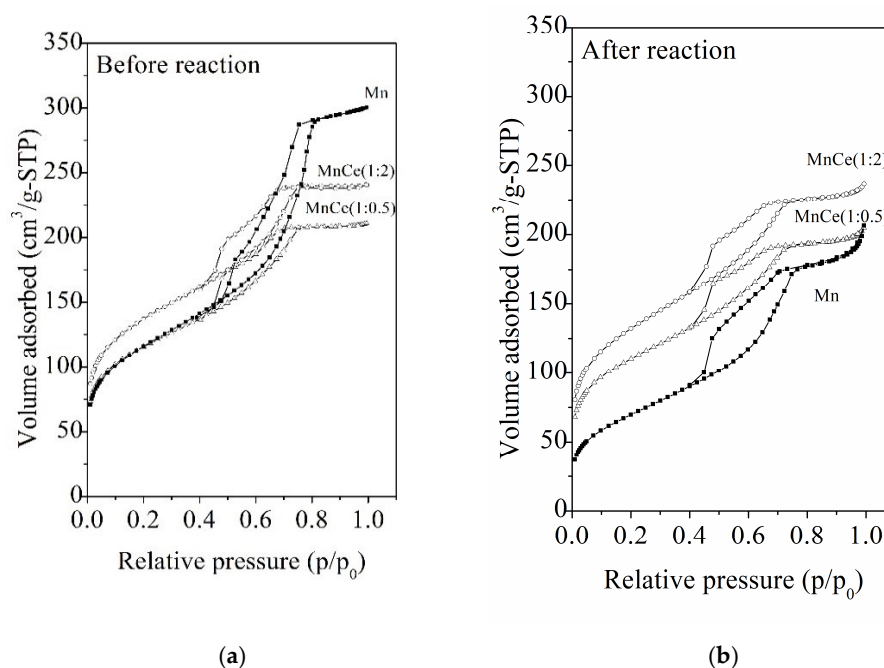 Before reaction
Mn
MnCe(1:2)
MnCe(1:0.5)
350
300
250
200
150
100
50
0
0.0 0.2 0.4 0.6 0.8 1.0
Volume adsorbed (cm³/g-STP)
Relative pressure (p/p₀)
(a)
After reaction
MnCe(1:2)
MnCe(1:0.5)
Mn
350
300
250
200
150
100
50
0
0.0 0.2 0.4 0.6 0.8 1.0
Volume adsorbed (cm³/g-STP)
Relative pressure (p/p₀)
(b)